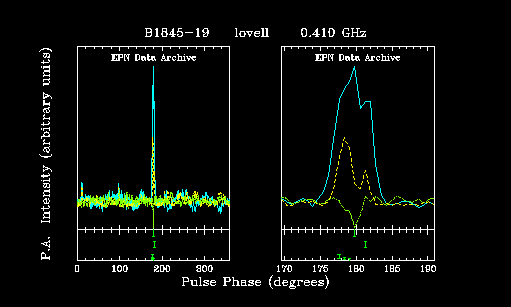 B1845-19 lovell 0.410 GHz
EPN Data Archive EPN Data Archive
P.A. Intensity (arbitrary units)
0 100 200 300 170 175 180 185 190
Pulse Phase (degrees)